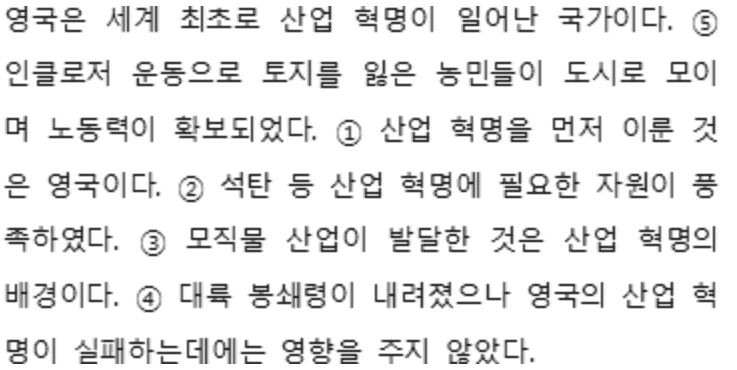 영국은 세계 최초로 산업 혁명이 일어난 국가이다. ⑤
인클로저 운동으로 토지를 잃은 농민들이 도시로 모이
며 노동력이 확보되었다. ① 산업 혁명을 먼저 이룬 것
은 영국이다. ② 석탄 등 산업 혁명에 필요한 자원이 풍
족하였다. ③ 모직물 산업이 발달한 것은 산업 혁명의
배경이다. ④ 대륙 봉쇄령이 내려졌으나 영국의 산업 혁
명이 실패하는데에는 영향을 주지 않았다.